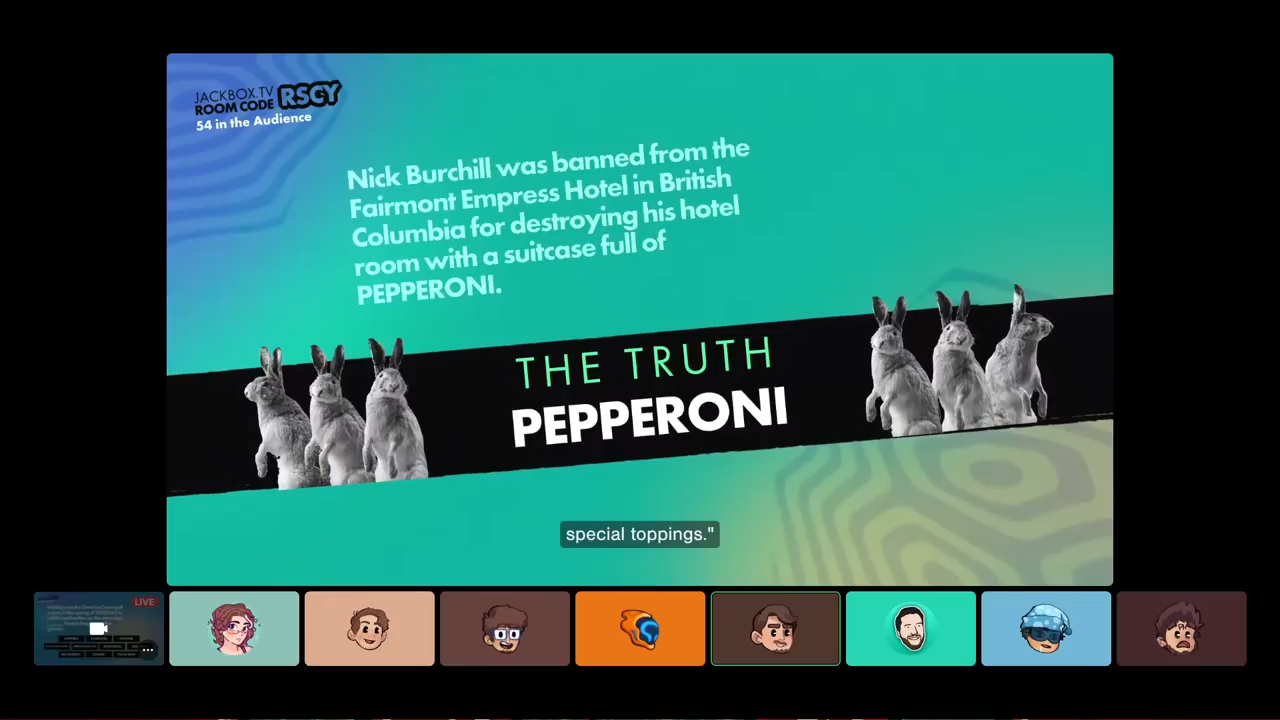 JACKBOX.TV
ROOM CODE RSCY
54 in the Audience
Nick Burchill was banned from the
Fairmont Empress Hotel in British
Columbia for destroying his hotel
room with a suitcase full of
PEPPERONI.
THE TRUTH
PEPPERONI
special toppings."
LIVE